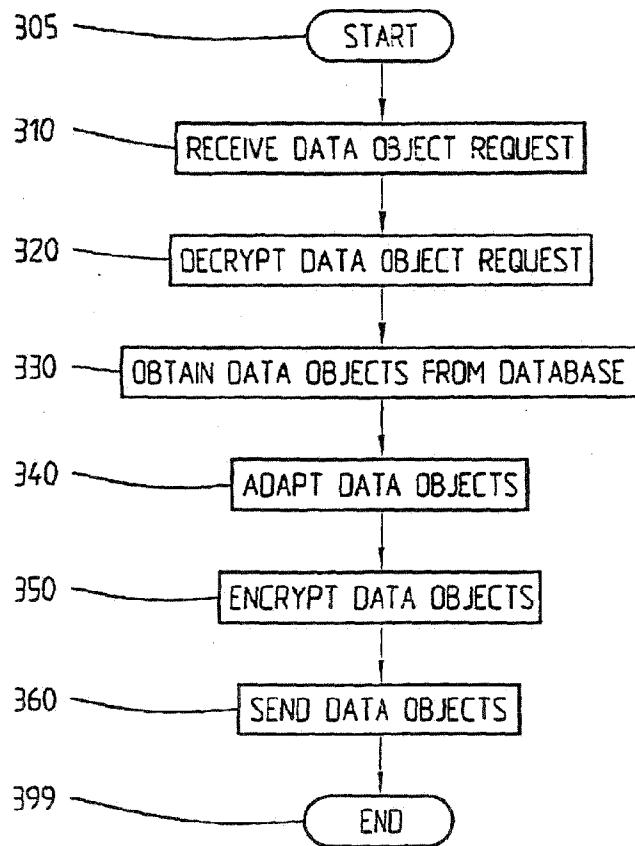 305 START
310 RECEIVE DATA OBJECT REQUEST
320 DECRYPT DATA OBJECT REQUEST
330 OBTAIN DATA OBJECTS FROM DATABASE
340 ADAPT DATA OBJECTS
350 ENCRYPT DATA OBJECTS
360 SEND DATA OBJECTS
399 END